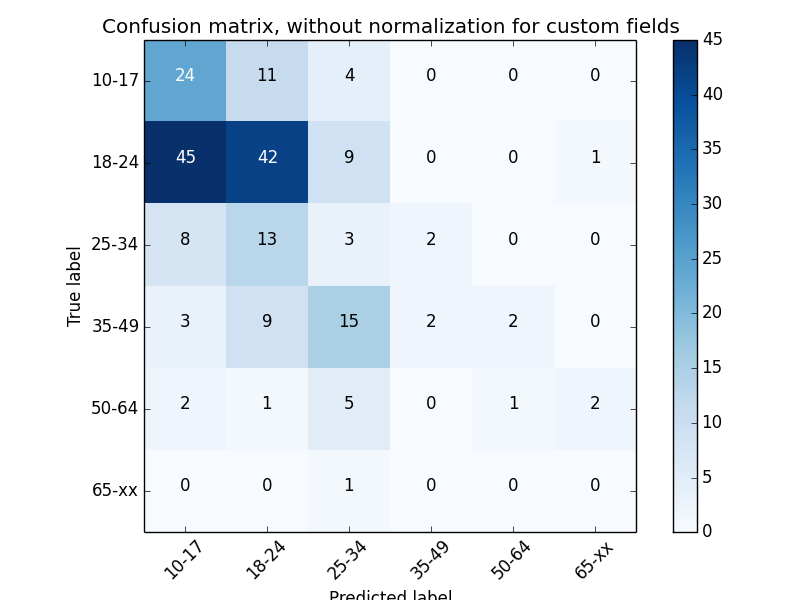 Confusion matrix, without normalization for custom fields
10-17 24 11 4 0 0 0
18-24 45 42 9 0 0 1
25-34 8 13 3 2 0 0
35-49 3 9 15 2 2 0
50-64 2 1 5 0 1 2
65-xx 0 0 1 0 0 0
True label
10-17 18-24 25-34 35-49 50-64 65-xx
Predicted label
45
40
35
30
25
20
15
10
5
0